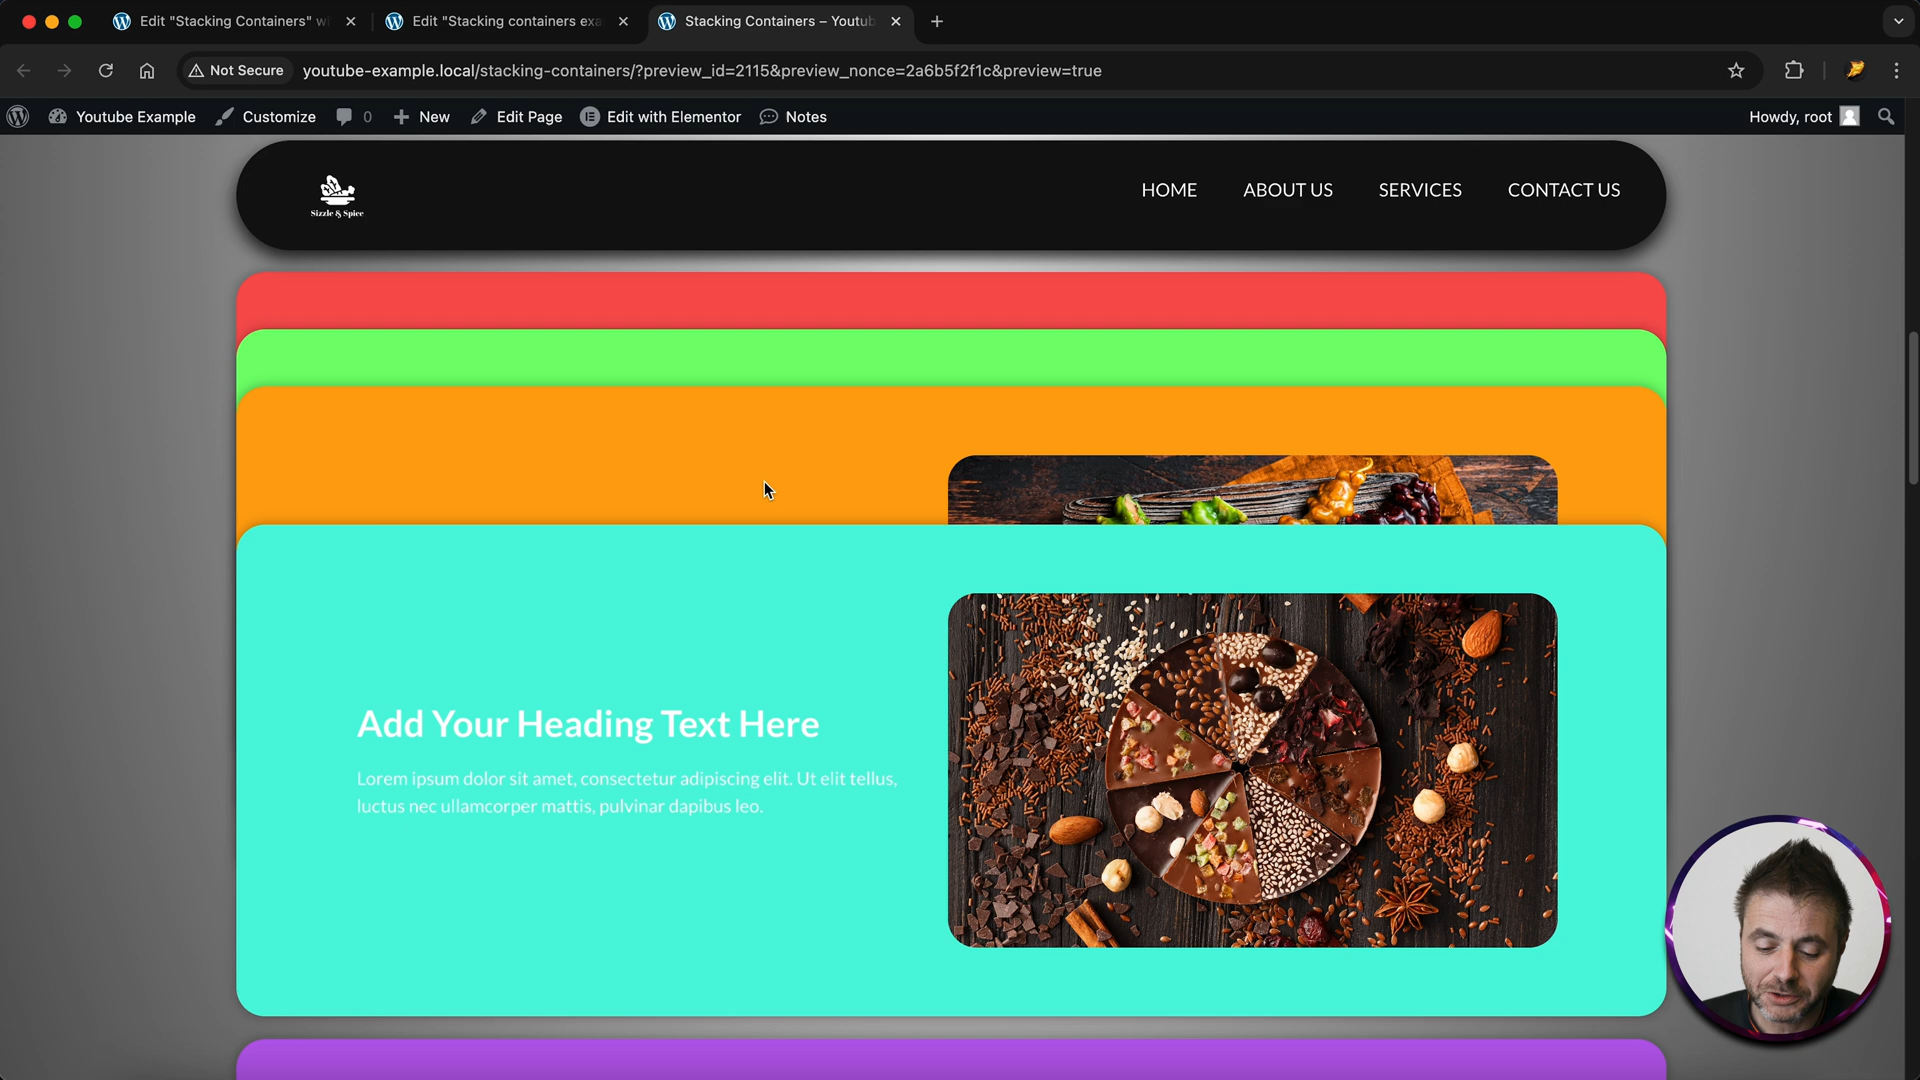 Edit "Stacking Containers" wi
Edit "Stacking containers exa
Stacking Containers – Youtub
Not Secure
youtube-example.local/stacking-containers/?preview_id=2115&preview_nonce=2a6b5f2f1c&preview=true
Youtube Example
Customize
0
New
Edit Page
Edit with Elementor
Notes
Howdy, root
Sizzle & Spice
HOME
ABOUT US
SERVICES
CONTACT US
Add Your Heading Text Here
Lorem ipsum dolor sit amet, consectetur adipiscing elit. Ut elit tellus,
luctus nec ullamcorper mattis, pulvinar dapibus leo.